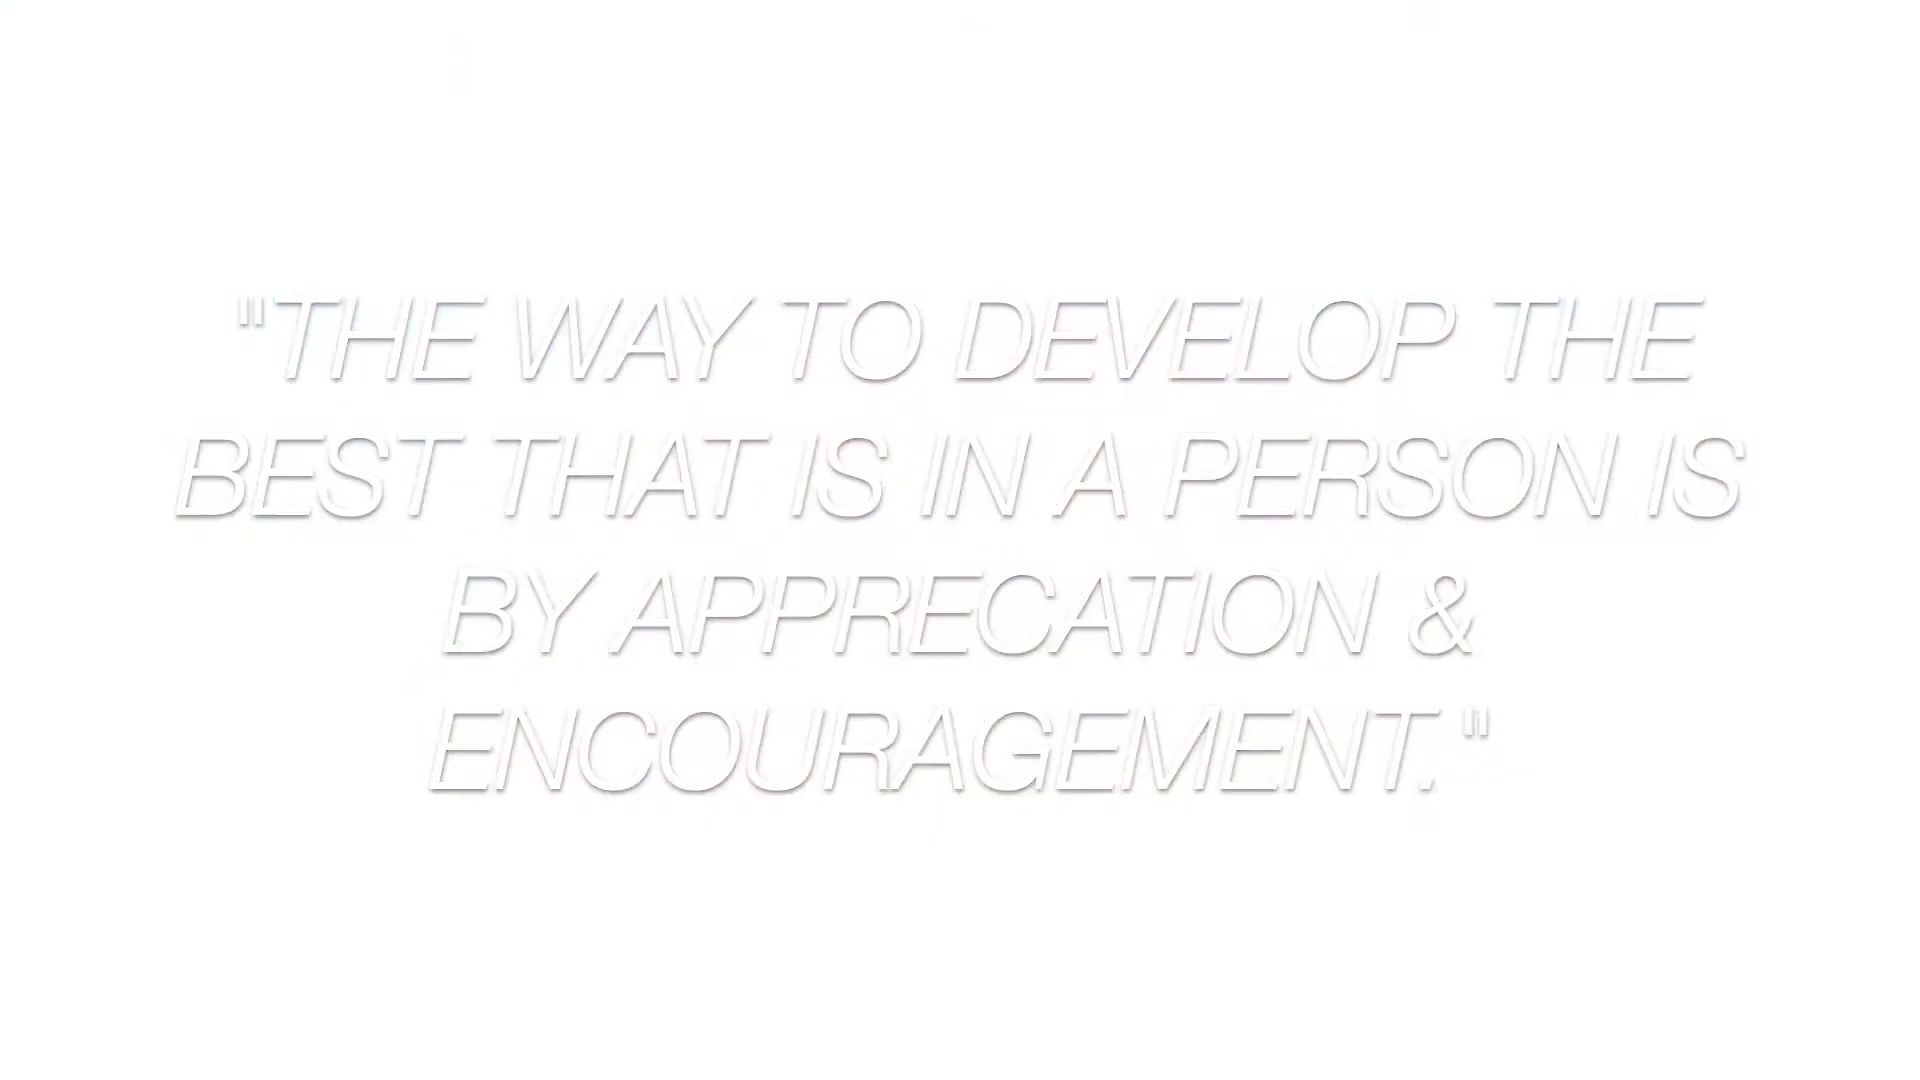 "THE WAY TO DEVELOP THE
BEST THAT IS IN A PERSON IS
BY APPRECATION &
ENCOURAGEMENT."